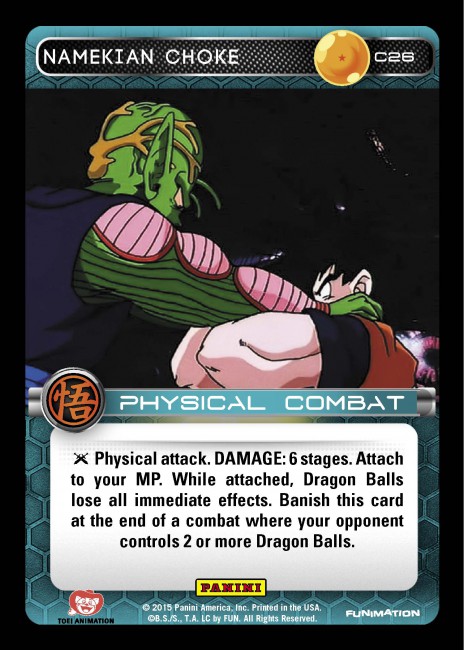 NAMEKIAN CHOKE C26
悟
PHYSICAL COMBAT
Physical attack. DAMAGE: 6 stages. Attach
to your MP. While attached, Dragon Balls
lose all immediate effects. Banish this card
at the end of a combat where your opponent
controls 2 or more Dragon Balls.
PANINI
© 2015 Panini America, Inc. Printed in the USA.
©B.S./S., T.A. LC by FUN. All Rights Reserved.
TOEI ANIMATION
FUNIMATION